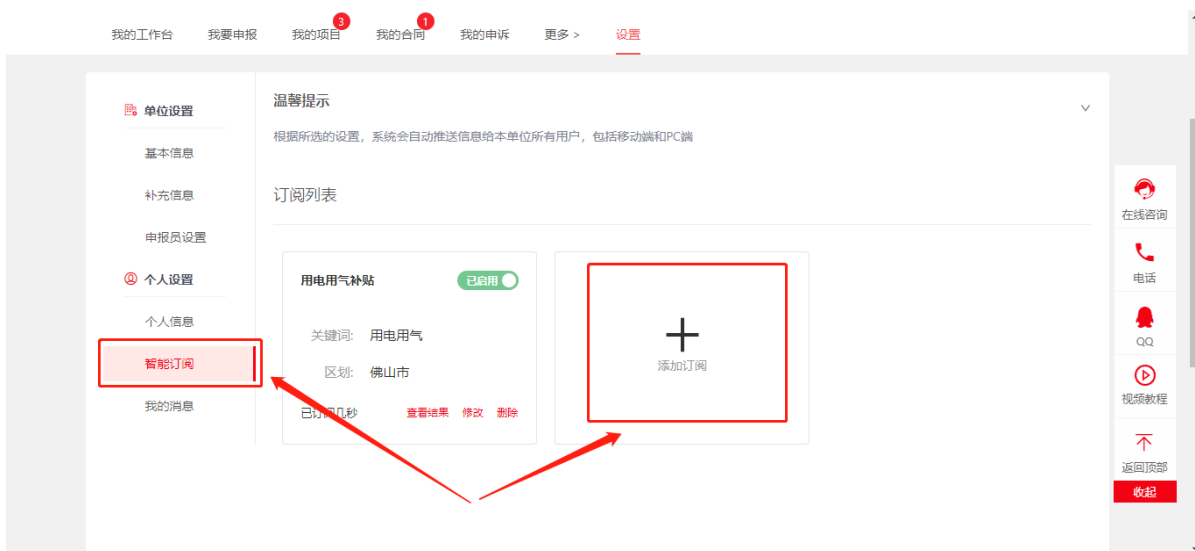 我的工作台 我要申报 我的项目 3 我的合同 1 我的申诉 更多 > 设置
单位设置
基本信息
补充信息
申报员设置
个人设置
个人信息
智能订阅
我的消息
温馨提示
根据所选的设置，系统会自动推送信息给本单位所有用户，包括移动端和PC端
订阅列表
用电用气补贴 已启用
关键词: 用电用气
区划: 佛山市
已订阅几秒 查看结果 修改 删除
添加订阅
在线咨询
电话
QQ
视频教程
返回顶部
收起